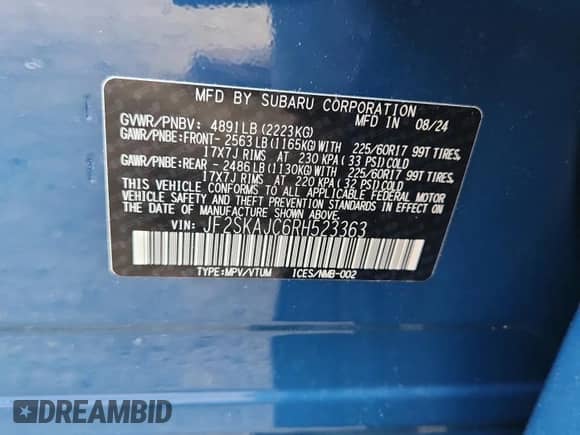 MFD BY SUBARU CORPORATION
MFD IN 08/24
GVWR/PNBV: 4891LB(2223KG)
GAWR/PNBE:FRONT- 2563LB(1165KG)WITH 225/60R17 99T TIRES,
17x7J RIMS AT 230 KPA(33 PSI)COLD
GAWR/PNBE:REAR - 2486LB(1130KG)WITH 225/60R17 99T TIRES,
17x7J RIMS AT 220 KPA(32 PSI)COLD
THIS VEHICLE CONFORMS TO ALL APPLICABLE FEDERAL MOTOR
VEHICLE SAFETY BUMPER AND THEFT PREVENTION STANDARDS IN EFFECT ON
THE DATE OF MANUFACTURE SHOWN ABOVE.
VIN: JF2SKAJC6RH523363
TYPE:MPV/VTUM ICES/NMB-002
DREAMBID